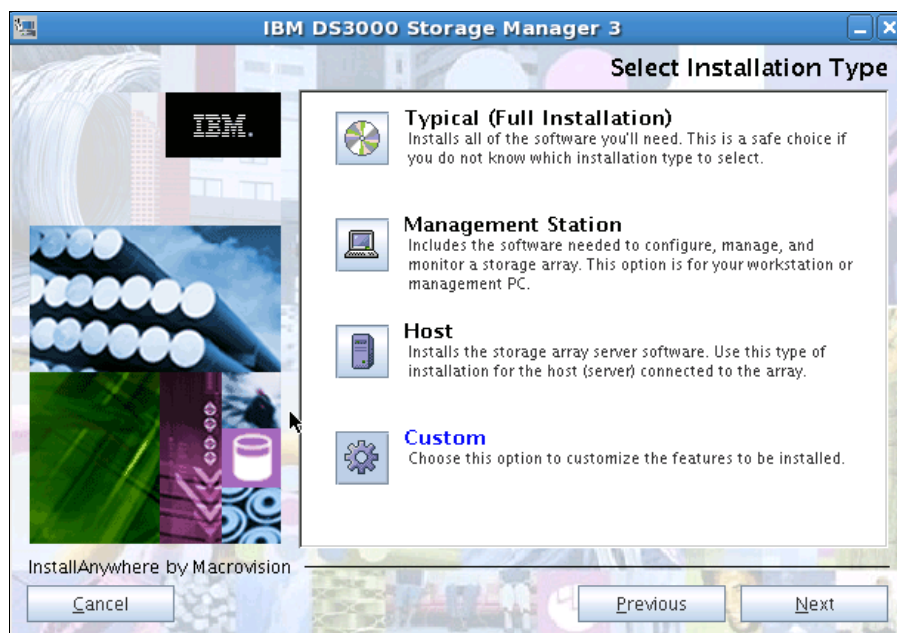 IBM DS3000 Storage Manager 3
Select Installation Type
IBM.
Typical (Full Installation)
Installs all of the software you'll need. This is a safe choice if
you do not know which installation type to select.
Management Station
Includes the software needed to configure, manage, and
monitor a storage array. This option is for your workstation or
management PC.
Host
Installs the storage array server software. Use this type of
installation for the host (server) connected to the array.
Custom
Choose this option to customize the features to be installed.
InstallAnywhere by Macrovision
Cancel
Previous
Next